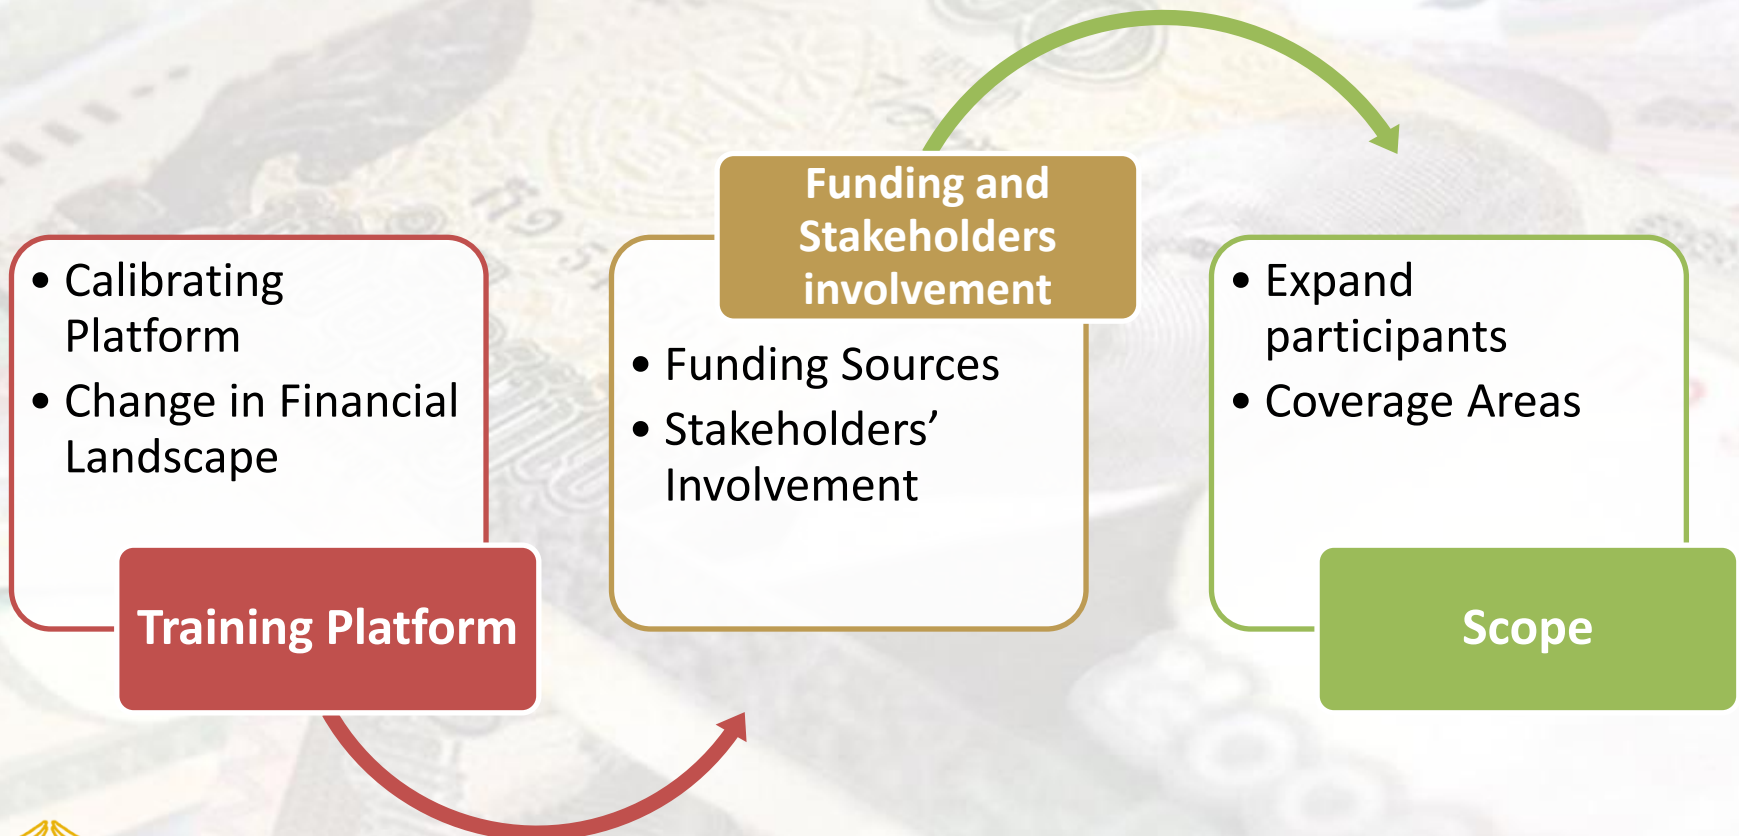 • Calibrating
Platform
• Change in Financial
Landscape
Training Platform
Funding and
Stakeholders
involvement
• Funding Sources
• Stakeholders’
Involvement
• Expand
participants
• Coverage Areas
Scope